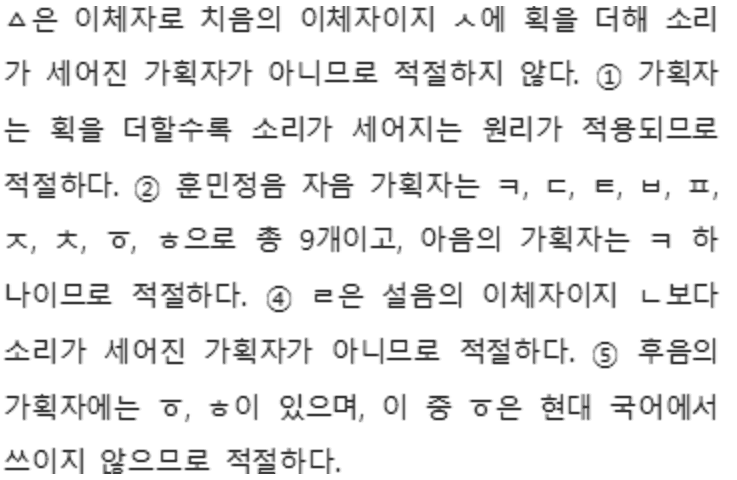 ㅿ은 이체자로 치음의 이체자이지 ㅅ에 획을 더해 소리
가 세어진 가획자가 아니므로 적절하지 않다. ① 가획자
는 획을 더할수록 소리가 세어지는 원리가 적용되므로
적절하다. ② 훈민정음 자음 가획자는 ㅋ, ㄷ, ㅌ, ㅂ, ㅍ,
ㅈ, ㅊ, ㆆ, ㅎ으로 총 9개이고, 아음의 가획자는 ㅋ 하
나이므로 적절하다. ④ ㄹ은 설음의 이체자이지 ㄴ보다
소리가 세어진 가획자가 아니므로 적절하다. ⑤ 후음의
가획자에는 ㆆ, ㅎ이 있으며, 이 중 ㆆ은 현대 국어에서
쓰이지 않으므로 적절하다.